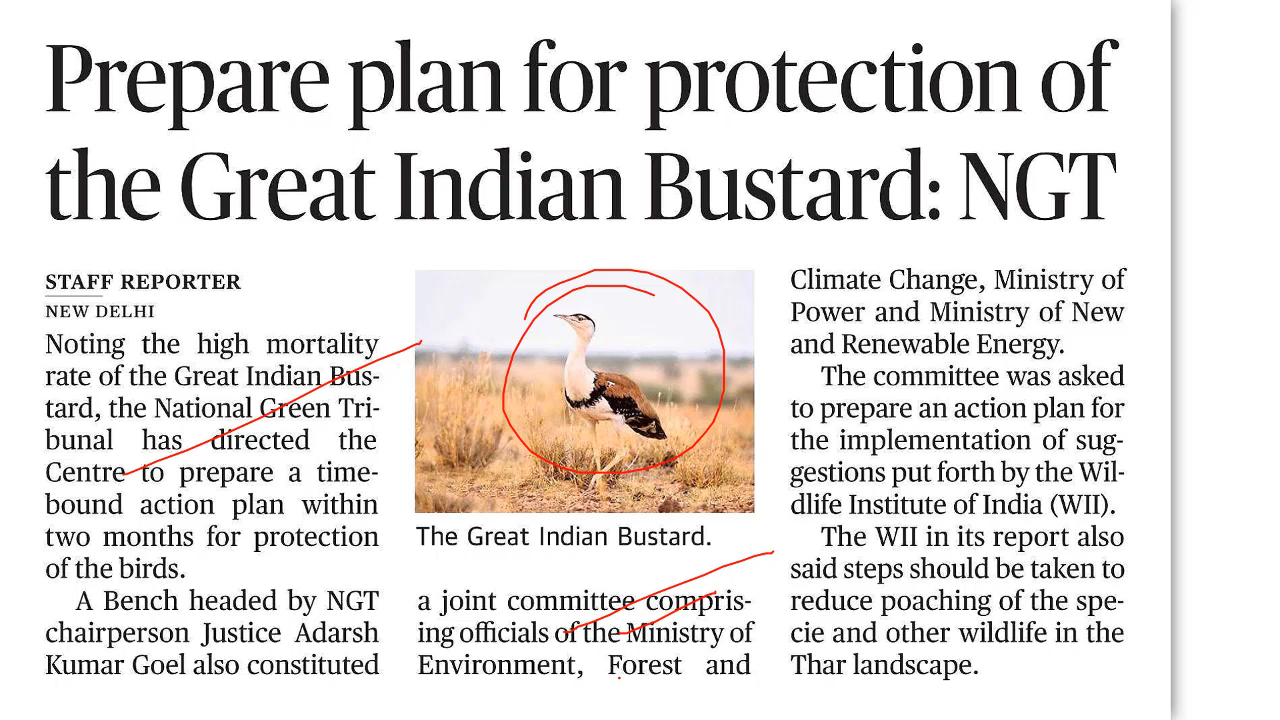 Prepare plan for protection of
the Great Indian Bustard: NGT
STAFF REPORTER
NEW DELHI
Noting the high mortality
rate of the Great Indian Bus-
tard, the National Green Tri-
bunal has directed the
Centre to prepare a time-
bound action plan within
two months for protection
of the birds.
A Bench headed by NGT
chairperson Justice Adarsh
Kumar Goel also constituted
The Great Indian Bustard.
a joint committee compris-
ing officials of the Ministry of
Environment, Forest and
Climate Change, Ministry of
Power and Ministry of New
and Renewable Energy.
The committee was asked
to prepare an action plan for
the implementation of sug-
gestions put forth by the Wil-
dlife Institute of India (WII).
The WII in its report also
said steps should be taken to
reduce poaching of the spe-
cie and other wildlife in the
Thar landscape.